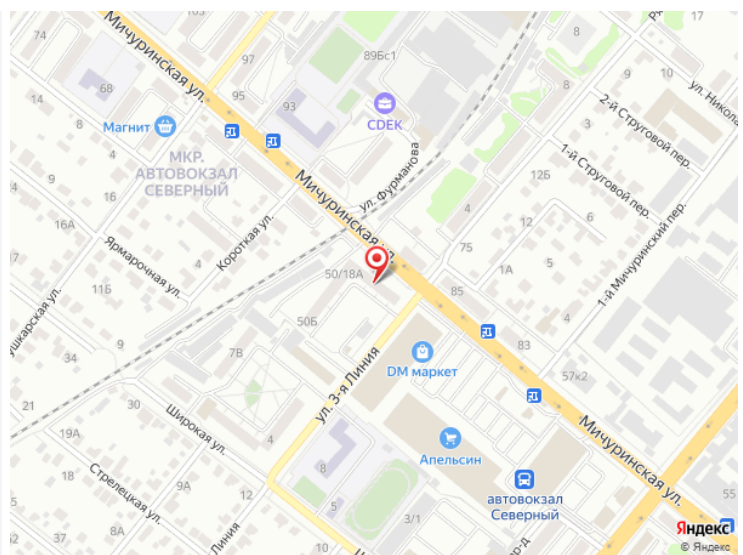 74
97
95
89Бс1
8
Мичуринская ул.
9
10
ул. Никола
68
93
CDEK
2-й Струговой пер.
14
Магнит
8
МКР.
АВТОВОКЗАЛ
СЕВЕРНЫЙ
ул. Фурманова
1-й Струговой пер.
16
12Б
Мичуринская ул.
4
12
6
16А
Короткая ул.
Ярмарочная ул.
4
75
1-й Мичуринский пер.
50/18А
1А
5
11Б
85
50Б
4
9
83
7В
34
DM маркет
57к2
ул. 3-я Линия
21
Широкая ул.
Мичуринская ул.
19А
4
18
Апельсин
Стрелецкая ул.
8
9А
12
автовокзал
Северный
55
5
37
8А
Линия
3/1
10
Яндекс
© Яндекс